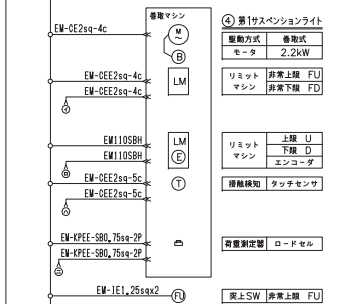 巻取マシン
④ 第1サスペンションライト
EM-CE2sq-4c
M
~
B
駆動方式 巻取式
モータ 2.2kW
EM-CEE2sq-4c
EM-CEE2sq-4c
イ
LM
リミットマシン
非常上限 FU
非常下限 FD
EM110SBH
EM110SBH
ロ
LM
E
リミットマシン
上限 U
下限 D
エンコーダ
EM-CEE2sq-5c
EM-CEE2sq-5c
ハ
T
接触検知 タッチセンサ
EM-KPEE-SB0.75sq-2P
EM-KPEE-SB0.75sq-2P
ニ
荷重測定器 ロードセル
EM-IE1.25sqx2
FU
突上SW 非常上限 FU